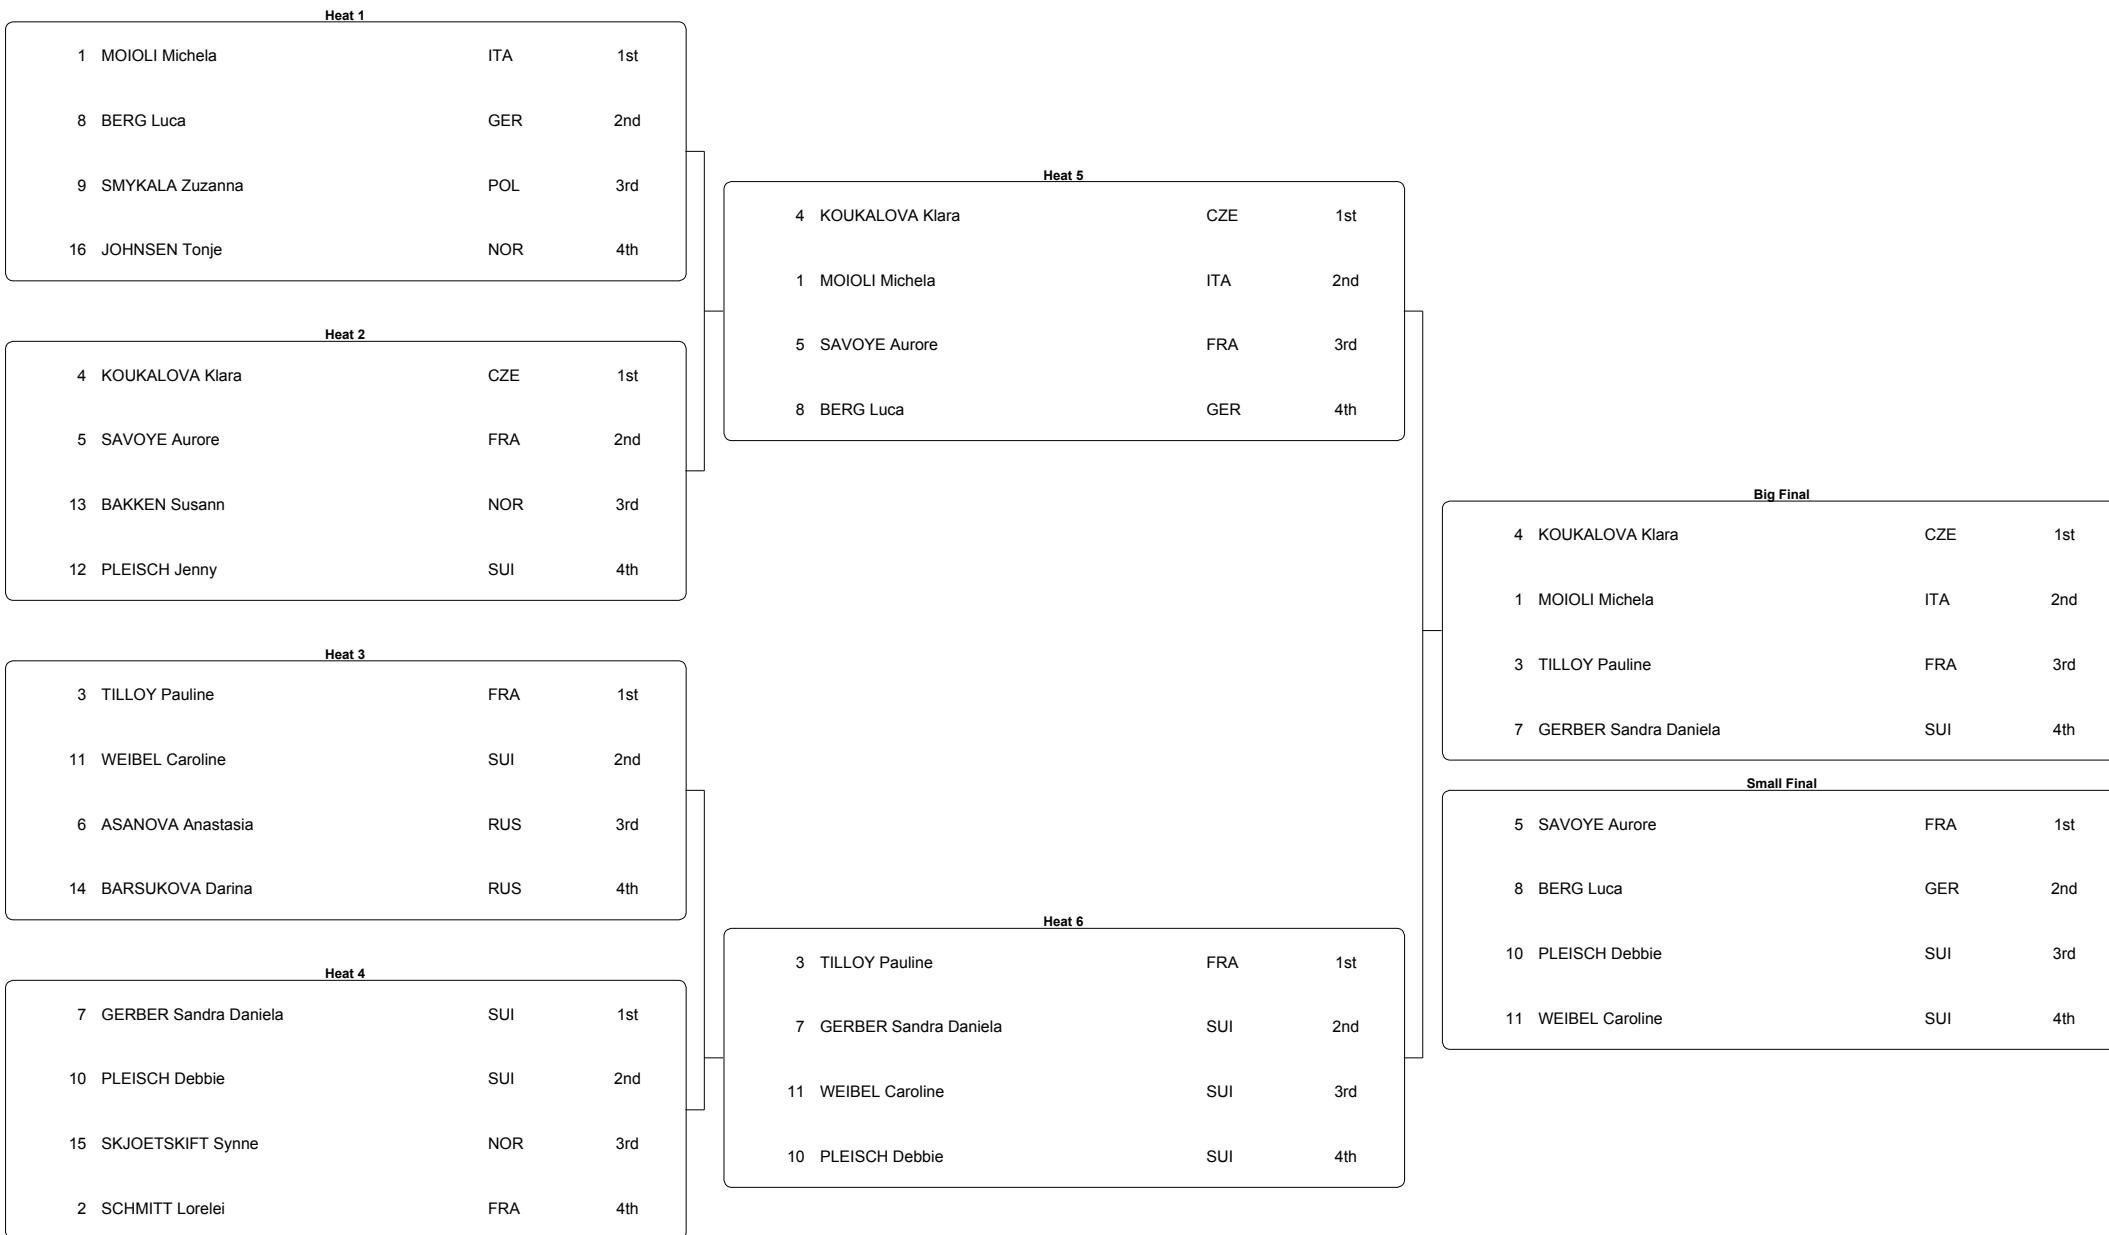 Heat 1
1 MOIOLI Michela ITA 1st
8 BERG Luca GER 2nd
9 SMYKALA Zuzanna POL 3rd
16 JOHNSEN Tonje NOR 4th
Heat 2
4 KOUKALOVA Klara CZE 1st
5 SAVOYE Aurore FRA 2nd
13 BAKKEN Susann NOR 3rd
12 PLEISCH Jenny SUI 4th
Heat 3
3 TILLOY Pauline FRA 1st
11 WEIBEL Caroline SUI 2nd
6 ASANOVA Anastasia RUS 3rd
14 BARSUKOVA Darina RUS 4th
Heat 4
7 GERBER Sandra Daniela SUI 1st
10 PLEISCH Debbie SUI 2nd
15 SKJOETSKIFT Synne NOR 3rd
2 SCHMITT Lorelei FRA 4th
Heat 5
4 KOUKALOVA Klara CZE 1st
1 MOIOLI Michela ITA 2nd
5 SAVOYE Aurore FRA 3rd
8 BERG Luca GER 4th
Heat 6
3 TILLOY Pauline FRA 1st
7 GERBER Sandra Daniela SUI 2nd
11 WEIBEL Caroline SUI 3rd
10 PLEISCH Debbie SUI 4th
Big Final
4 KOUKALOVA Klara CZE 1st
1 MOIOLI Michela ITA 2nd
3 TILLOY Pauline FRA 3rd
7 GERBER Sandra Daniela SUI 4th
Small Final
5 SAVOYE Aurore FRA 1st
8 BERG Luca GER 2nd
10 PLEISCH Debbie SUI 3rd
11 WEIBEL Caroline SUI 4th